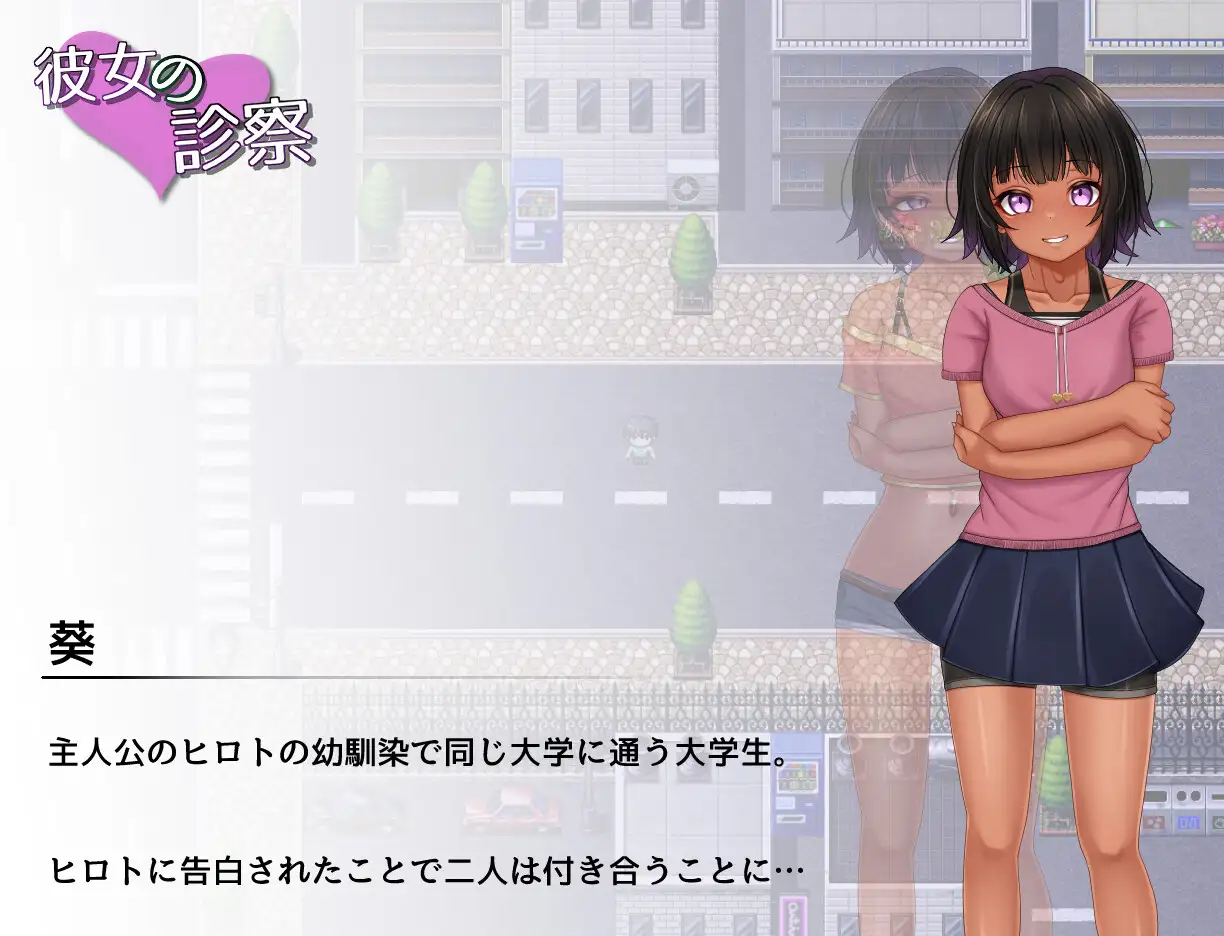 彼女の
診察
葵
主人公のヒロトの幼馴染で同じ大学に通う大学生。
ヒロトに告白されたことで二人は付き合うことに…